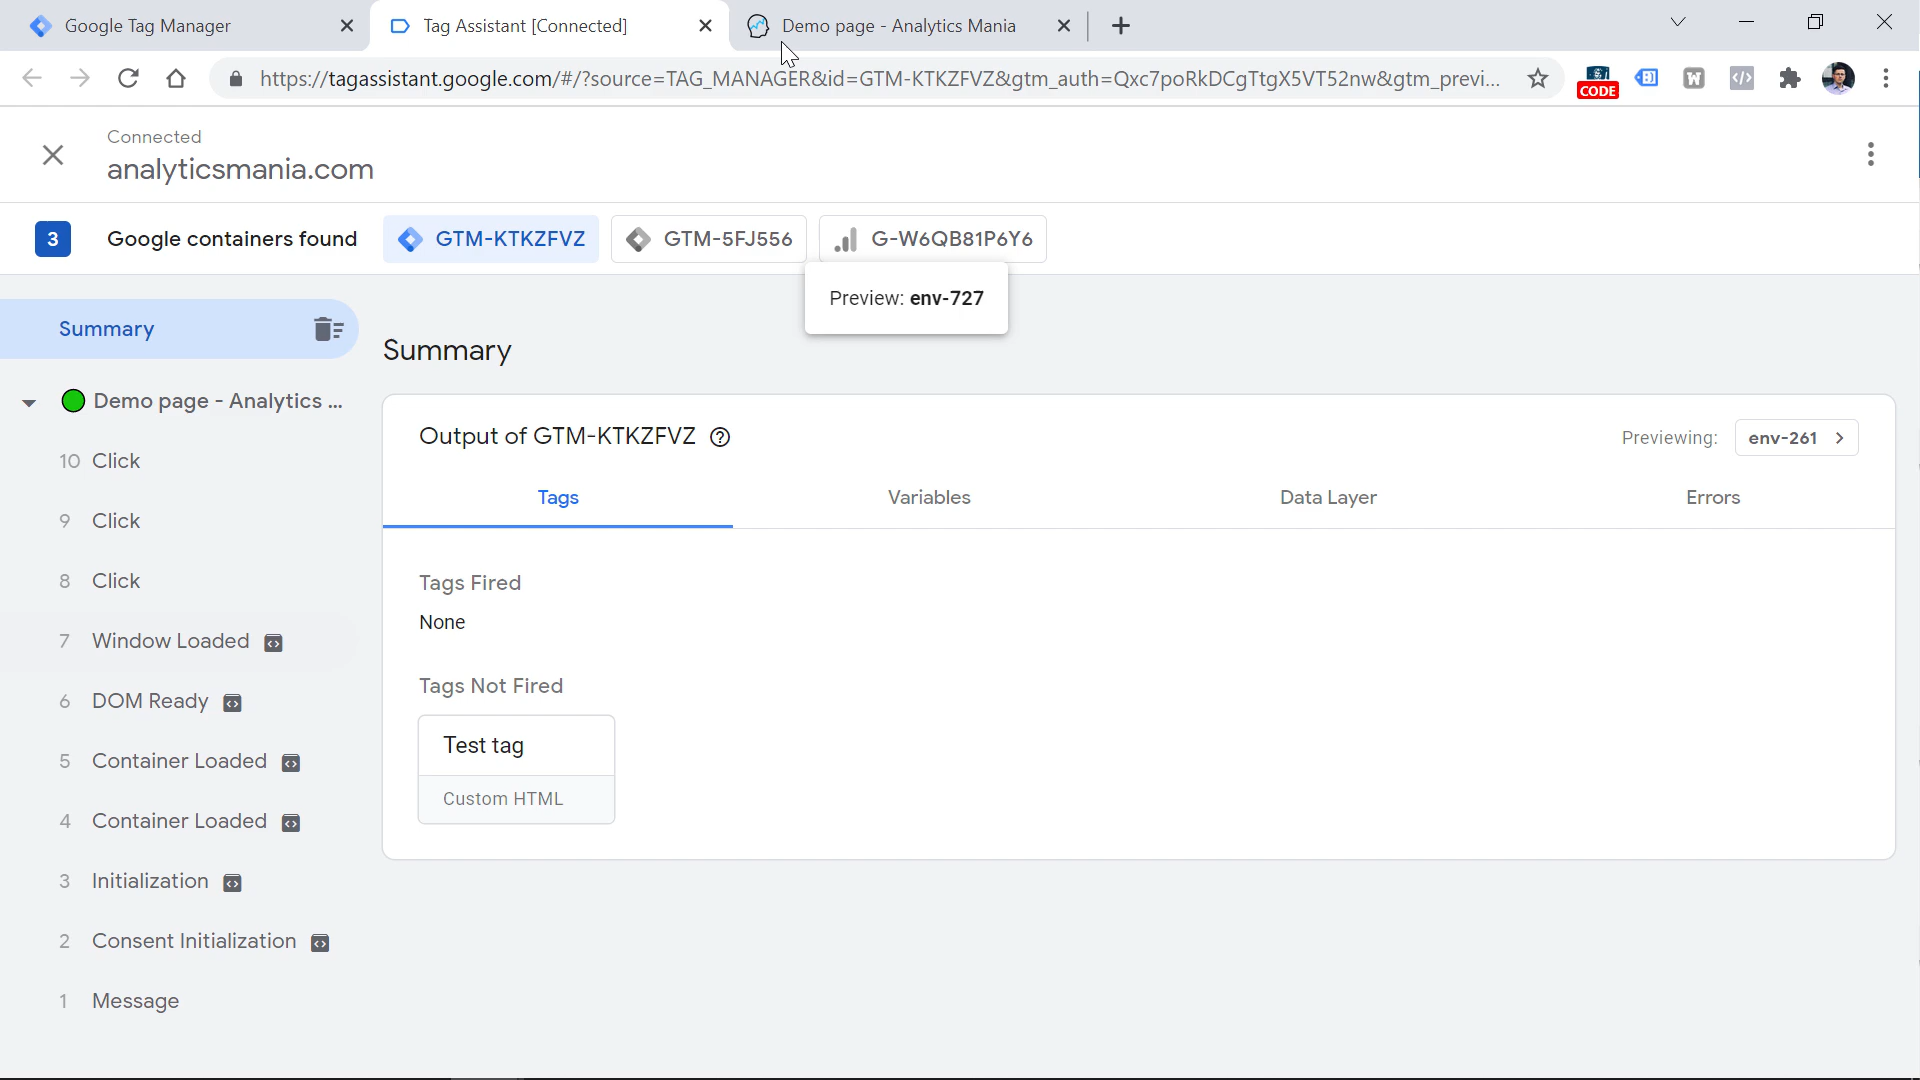 Google Tag Manager
Tag Assistant [Connected]
Demo page - Analytics Mania
https://tagassistant.google.com/#/?source=TAG_MANAGER&id=GTM-KTKZFVZ&gtm_auth=Qxc7poRkDCgTtgX5VT52nw&gtm_previ...
CODE
W
Connected
analyticsmania.com
3 Google containers found GTM-KTKZFVZ GTM-5FJ556 G-W6QB81P6Y6
Preview: env-727
Summary
Demo page - Analytics ...
10 Click
9 Click
8 Click
7 Window Loaded
6 DOM Ready
5 Container Loaded
4 Container Loaded
3 Initialization
2 Consent Initialization
1 Message
Summary
Output of GTM-KTKZFVZ
Previewing: env-261
Tags Variables Data Layer Errors
Tags Fired
None
Tags Not Fired
Test tag
Custom HTML